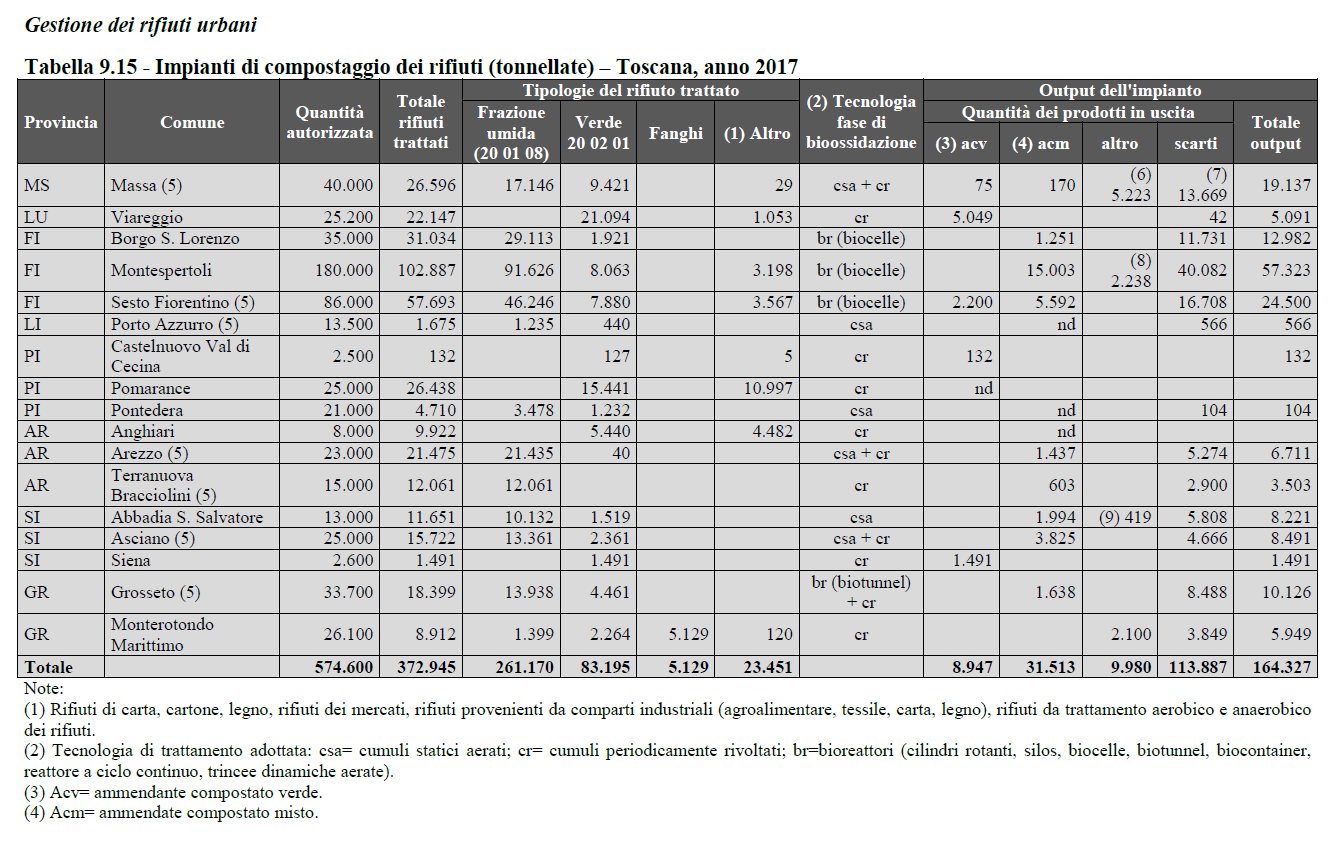 Gestione dei rifiuti urbani
Tabella 9.15 - Impianti di compostaggio dei rifiuti (tonnellate) – Toscana, anno 2017
Provincia Comune Quantità autorizzata Totale rifiuti trattati Tipologie del rifiuto trattato (2) Tecnologia fase di bioossidazione Output dell'impianto
Frazione umida (20 01 08) Verde 20 02 01 Fanghi (1) Altro Quantità dei prodotti in uscita Totale output
(3) acv (4) acm altro scarti
MS Massa (5) 40.000 26.596 17.146 9.421 29 csa + cr 75 170 (6) 5.223 (7) 13.669 19.137
LU Viareggio 25.200 22.147 21.094 1.053 cr 5.049 42 5.091
FI Borgo S. Lorenzo 35.000 31.034 29.113 1.921 br (biocelle) 1.251 11.731 12.982
FI Montespertoli 180.000 102.887 91.626 8.063 3.198 br (biocelle) 15.003 (8) 2.238 40.082 57.323
FI Sesto Fiorentino (5) 86.000 57.693 46.246 7.880 3.567 br (biocelle) 2.200 5.592 16.708 24.500
LI Porto Azzurro (5) 13.500 1.675 1.235 440 csa nd 566 566
PI Castelnuovo Val di Cecina 2.500 132 127 5 cr 132 132
PI Pomarance 25.000 26.438 15.441 10.997 cr nd
PI Pontedera 21.000 4.710 3.478 1.232 csa nd 104 104
AR Anghiari 8.000 9.922 5.440 4.482 cr nd
AR Arezzo (5) 23.000 21.475 21.435 40 csa + cr 1.437 5.274 6.711
AR Terranuova Bracciolini (5) 15.000 12.061 12.061 cr 603 2.900 3.503
SI Abbadia S. Salvatore 13.000 11.651 10.132 1.519 csa 1.994 (9) 419 5.808 8.221
SI Asciano (5) 25.000 15.722 13.361 2.361 csa + cr 3.825 4.666 8.491
SI Siena 2.600 1.491 1.491 cr 1.491 1.491
GR Grosseto (5) 33.700 18.399 13.938 4.461 br (biotunnel) + cr 1.638 8.488 10.126
GR Monterotondo Marittimo 26.100 8.912 1.399 2.264 5.129 120 cr 2.100 3.849 5.949
Totale 574.600 372.945 261.170 83.195 5.129 23.451 8.947 31.513 9.980 113.887 164.327
Note:
(1) Rifiuti di carta, cartone, legno, rifiuti dei mercati, rifiuti provenienti da comparti industriali (agroalimentare, tessile, carta, legno), rifiuti da trattamento aerobico e anaerobico
dei rifiuti.
(2) Tecnologia di trattamento adottata: csa= cumuli statici aerati; cr= cumuli periodicamente rivoltati; br=bioreattori (cilindri rotanti, silos, biocelle, biotunnel, biocontainer,
reattore a ciclo continuo, trincee dinamiche aerate).
(3) Acv= ammendante compostato verde.
(4) Acm= ammendate compostato misto.